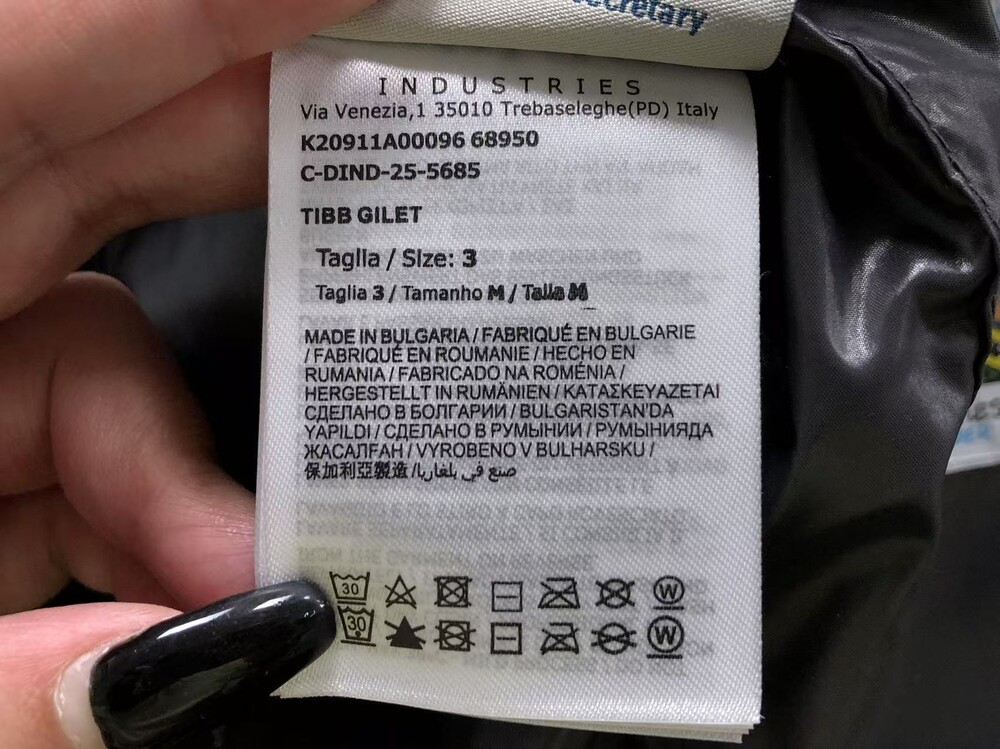 secretary
INDUSTRIES
Via Venezia,1 35010 Trebaseleghe(PD) Italy
K20911A00096 68950
C-DIND-25-5685
TIBB GILET
Taglia / Size: 3
Taglia 3 / Tamanho M / Talla M
MADE IN BULGARIA / FABRIQUÉ EN BULGARIE
/ FABRIQUÉ EN ROUMANIE / HECHO EN
RUMANIA / FABRICADO NA ROMÉNIA /
HERGESTELLT IN RUMÄNIEN / ΚΑΤΑΣΚΕΥΑΖΕΤΑΙ
СДЕЛАНО В БОЛГАРИИ / BULGARISTAN'DA
YAPILDI / СДЕЛАНО В РУМЫНИИ / РУМЫНИЯДА
ЖАСАЛҒАН / VYROBENO V BULHARSKU /
保加利亞製造 / صنع في بلغاريا
30 W
30 W